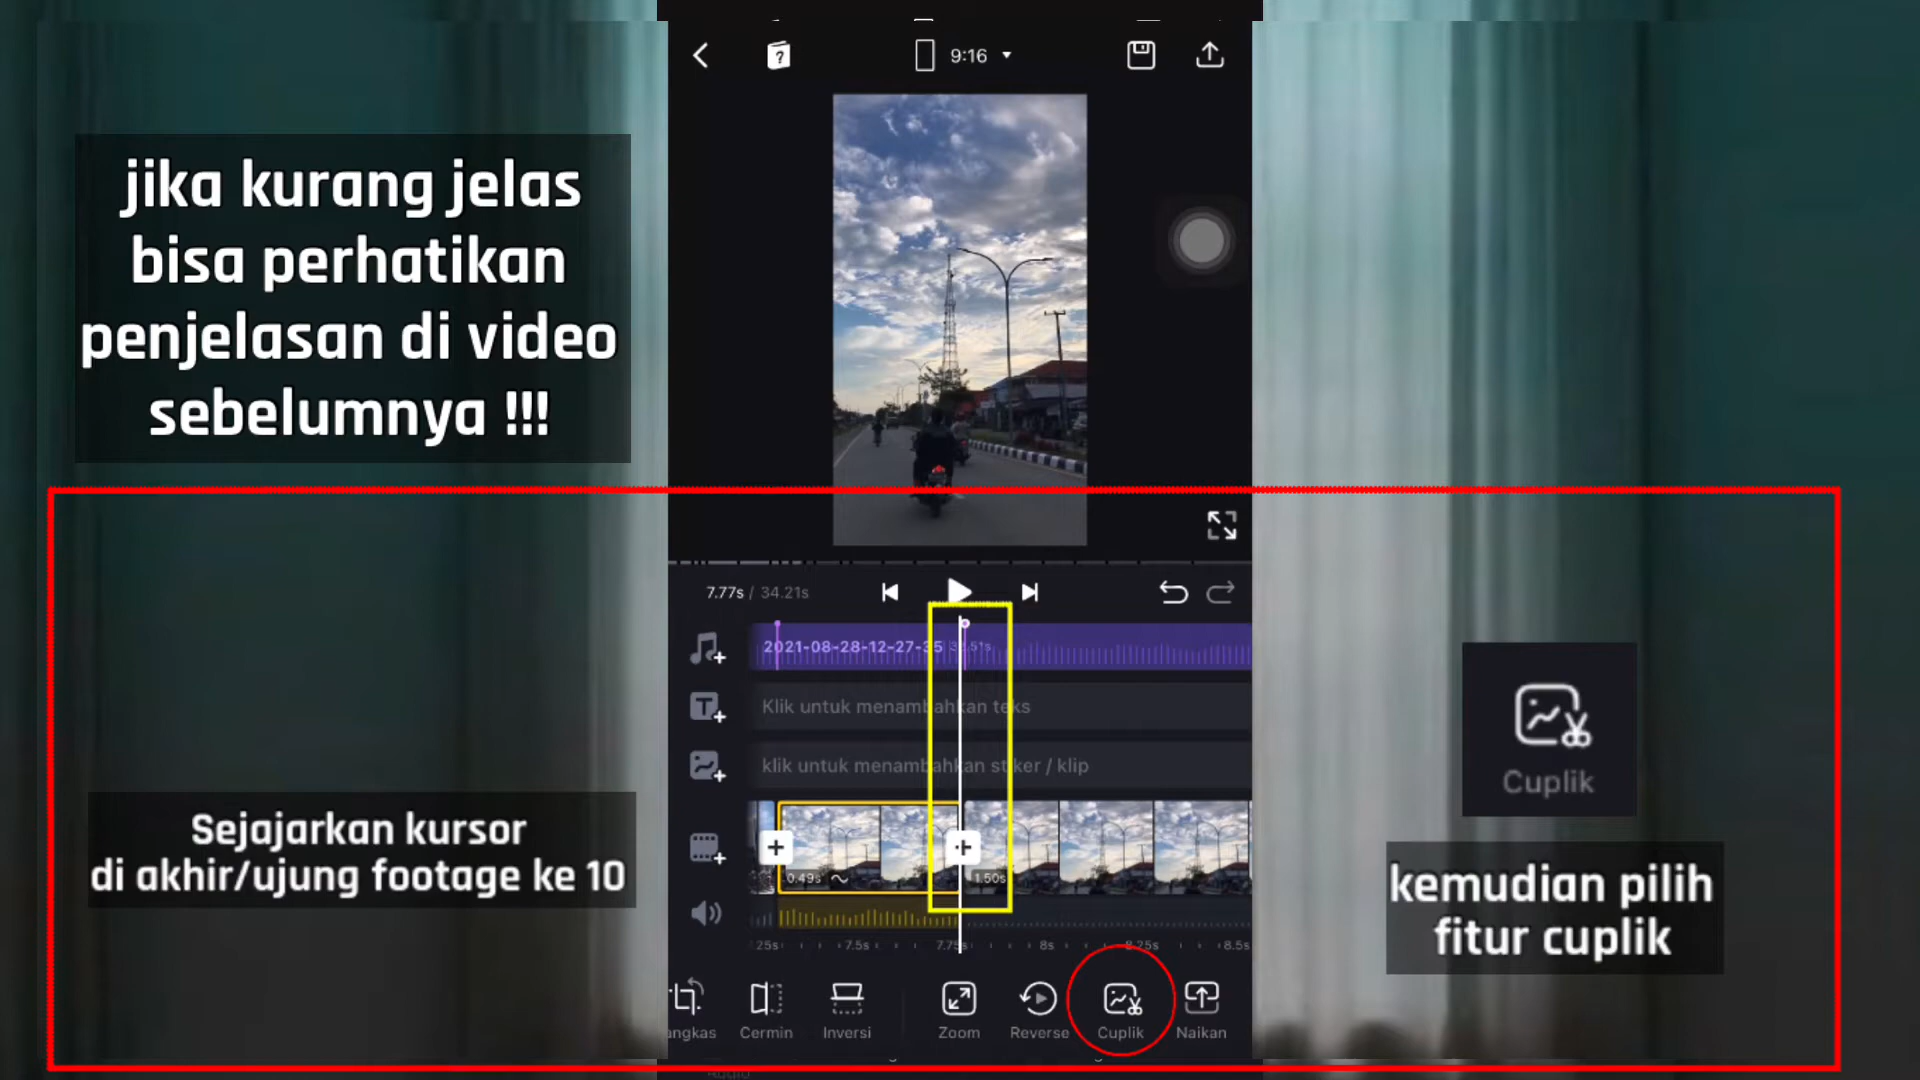 9:16
jika kurang jelas
bisa perhatikan
penjelasan di video
sebelumnya !!!
7.77s / 34.21s
2021-08-28-12-27-35
Klik untuk menambahkan teks
klik untuk menambahkan stiker / klip
0.49s
1.50s
25s 7.5s 7.75s 8s 8.25s 8.5s
Sejajarkan kursor
di akhir/ujung footage ke 10
Cuplik
kemudian pilih
fitur cuplik
angkas Cermin Inversi Zoom Reverse Cuplik Naikan